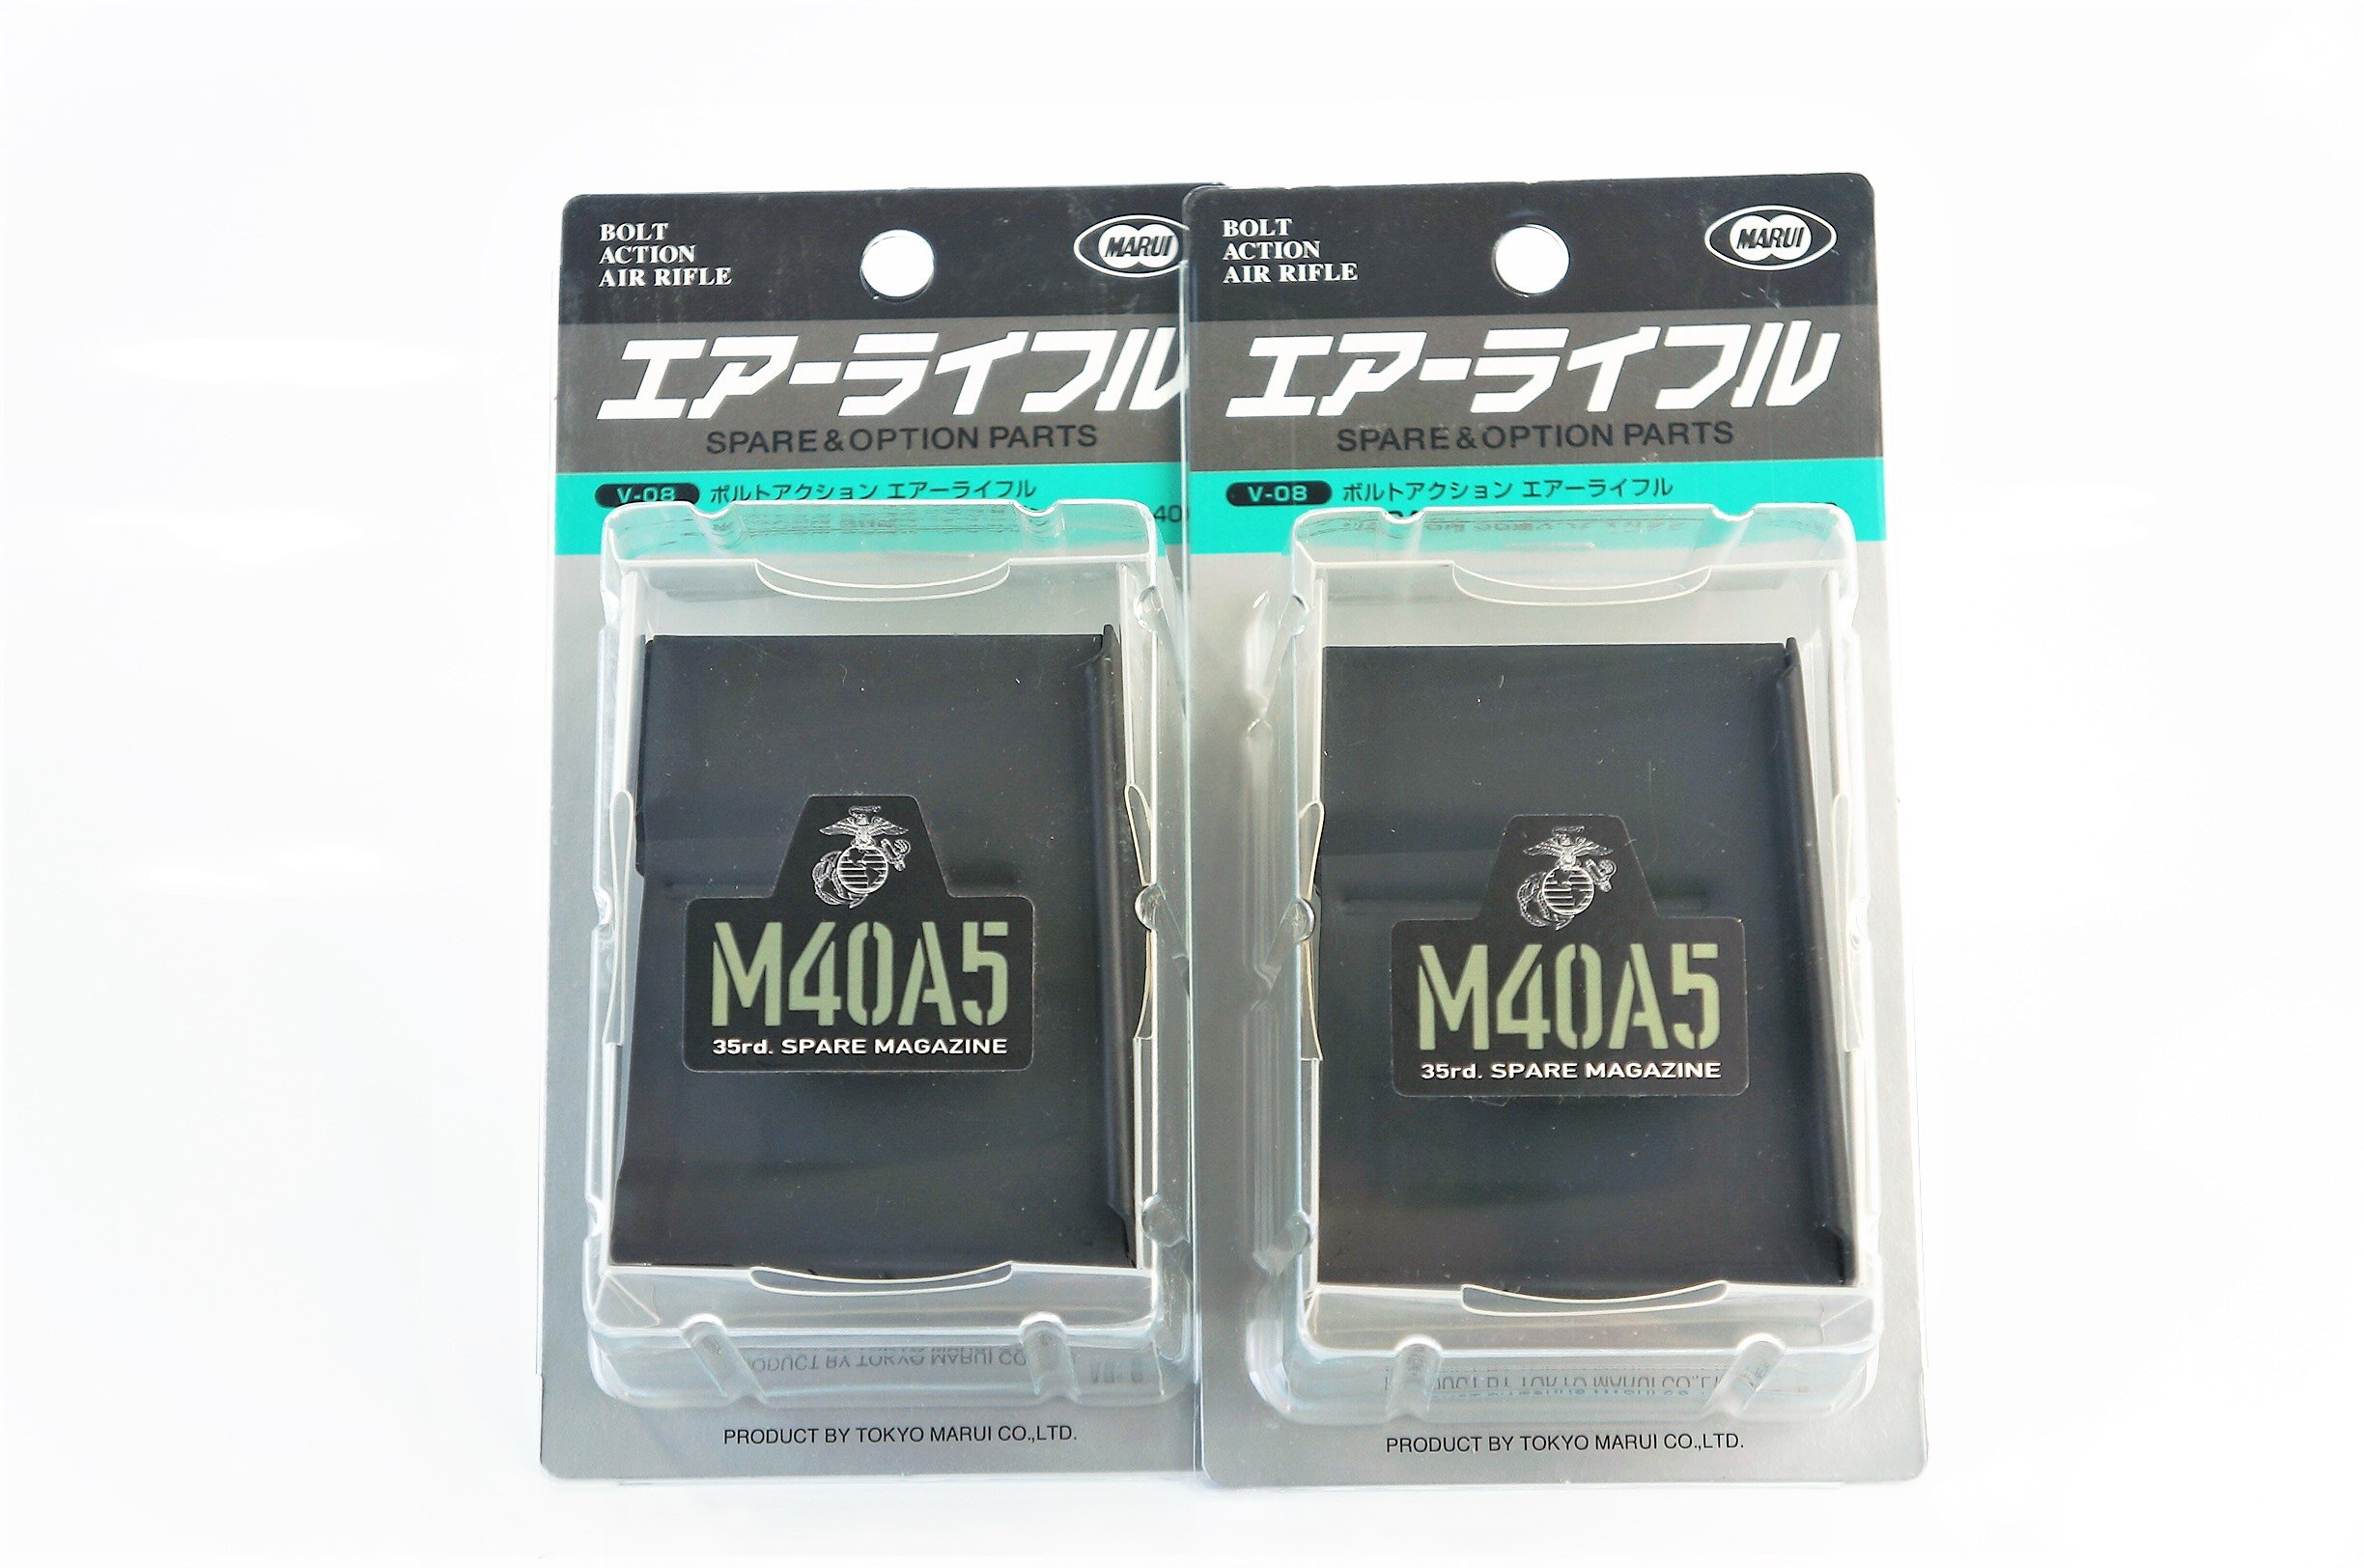 BOLT
ACTION
AIR RIFLE
MARUI
エアーライフル
SPARE & OPTION PARTS
V-08 ボルトアクション エアーライフル
M40A5
35rd. SPARE MAGAZINE
PRODUCT BY TOKYO MARUI CO.,LTD.
BOLT
ACTION
AIR RIFLE
MARUI
エアーライフル
SPARE & OPTION PARTS
V-08 ボルトアクション エアーライフル
M40A5
35rd. SPARE MAGAZINE
PRODUCT BY TOKYO MARUI CO.,LTD.